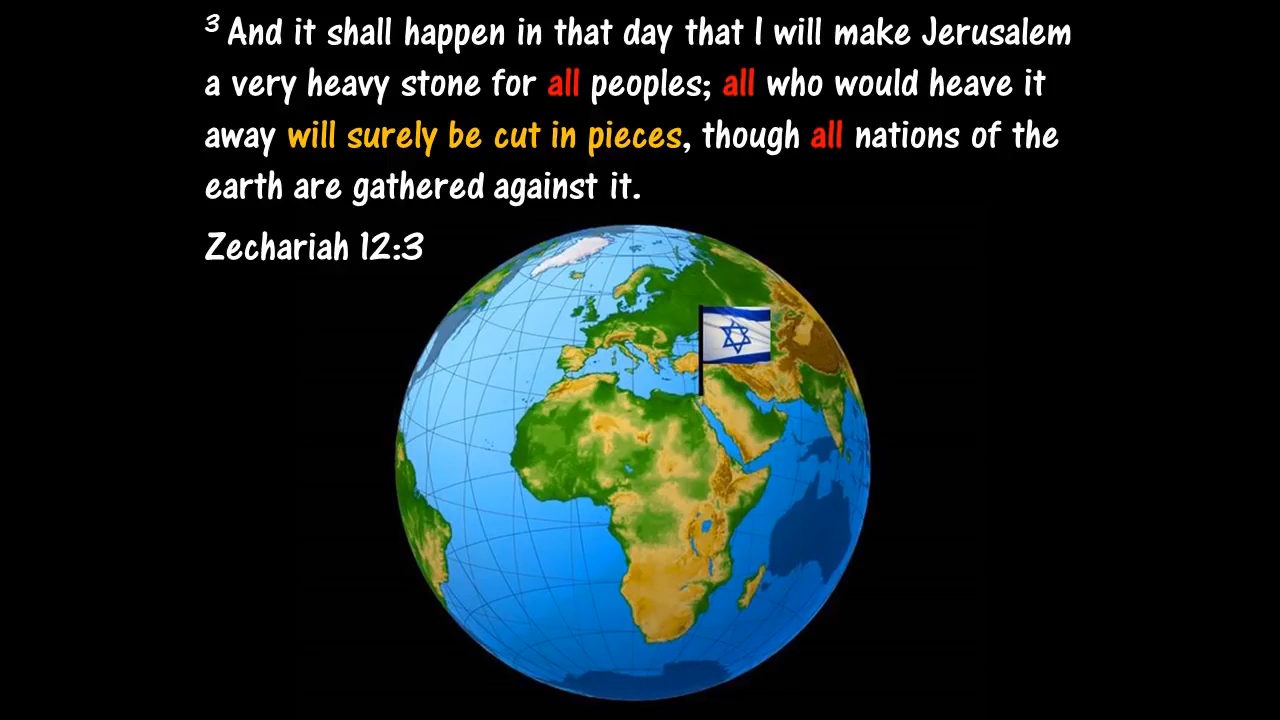 3 And it shall happen in that day that I will make Jerusalem
a very heavy stone for all peoples; all who would heave it
away will surely be cut in pieces, though all nations of the
earth are gathered against it.
Zechariah 12:3